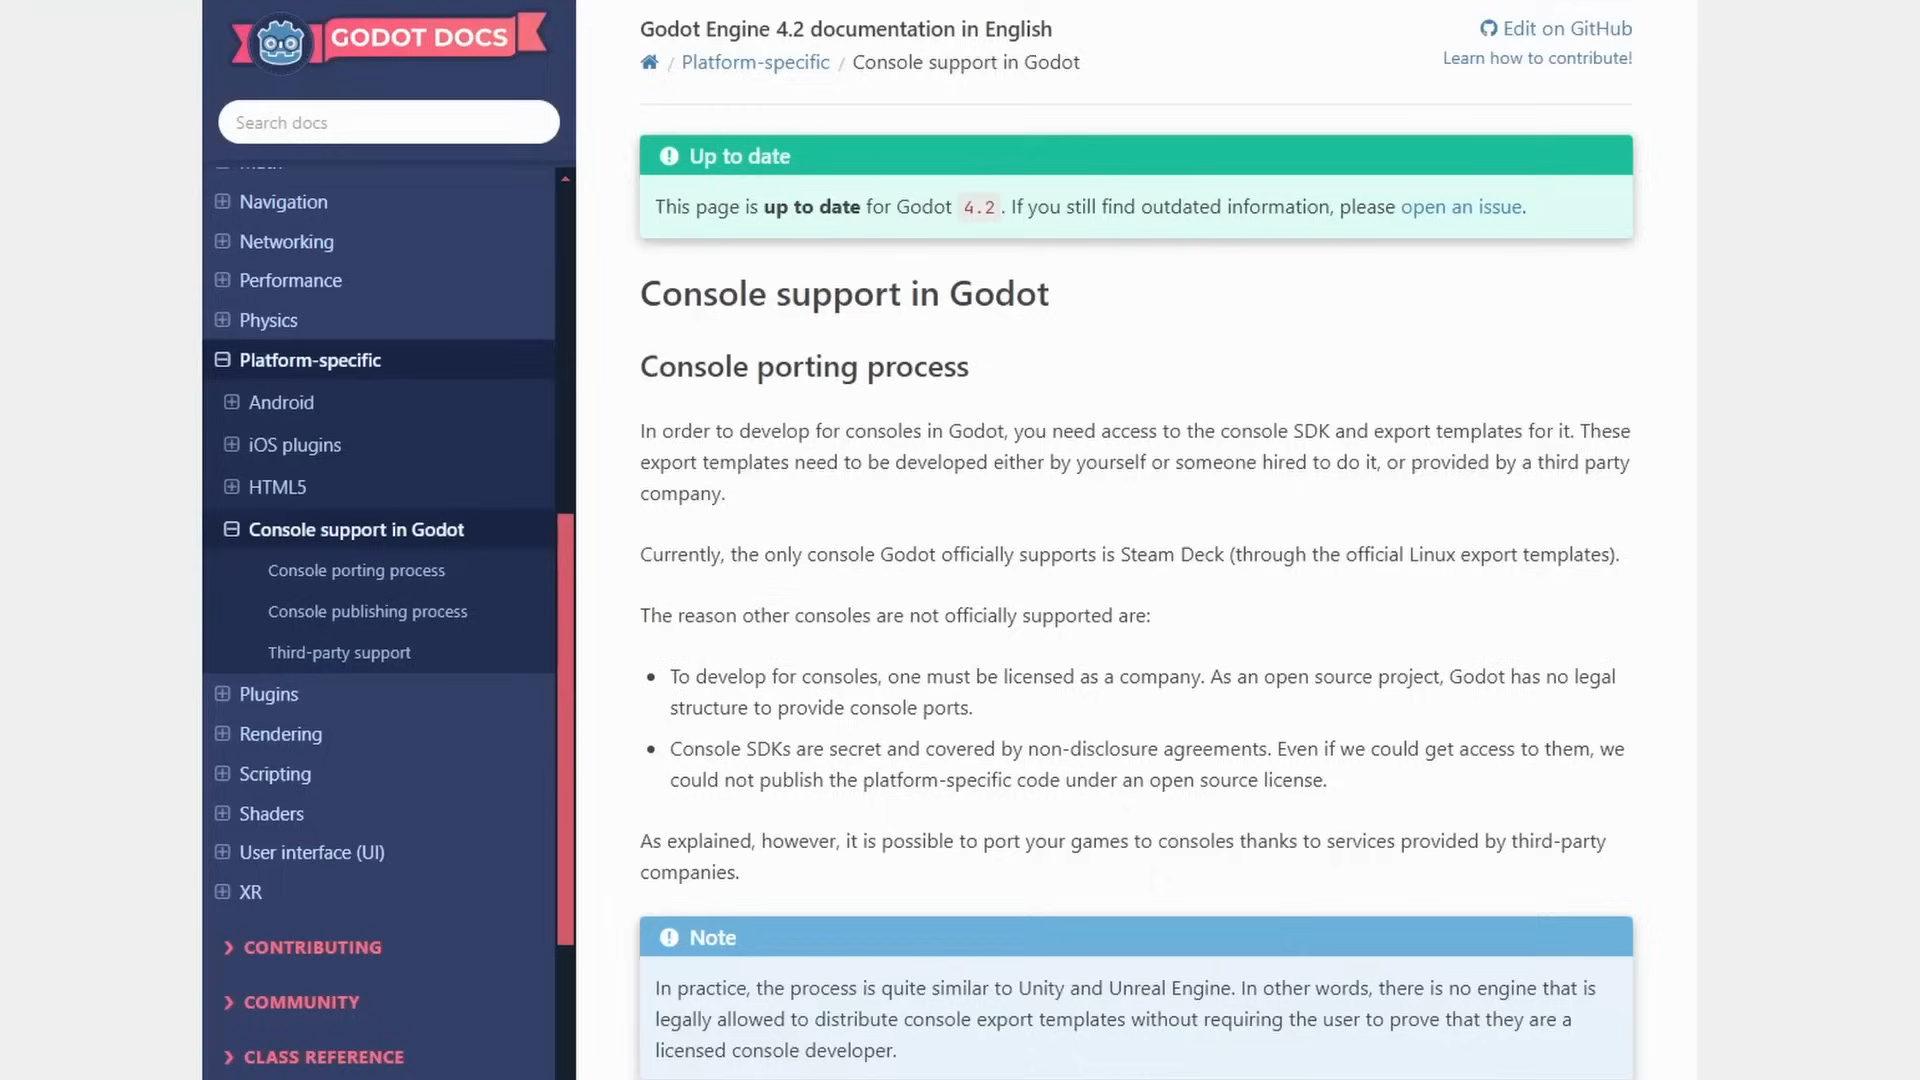 GODOT DOCS
Search docs
Navigation
Networking
Performance
Physics
Platform-specific
Android
iOS plugins
HTML5
Console support in Godot
Console porting process
Console publishing process
Third-party support
Plugins
Rendering
Scripting
Shaders
User interface (UI)
XR
CONTRIBUTING
COMMUNITY
CLASS REFERENCE
Godot Engine 4.2 documentation in English
Edit on GitHub
/ Platform-specific / Console support in Godot
Learn how to contribute!
Up to date
This page is up to date for Godot 4.2. If you still find outdated information, please open an issue.
Console support in Godot
Console porting process
In order to develop for consoles in Godot, you need access to the console SDK and export templates for it. These
export templates need to be developed either by yourself or someone hired to do it, or provided by a third party
company.
Currently, the only console Godot officially supports is Steam Deck (through the official Linux export templates).
The reason other consoles are not officially supported are:
• To develop for consoles, one must be licensed as a company. As an open source project, Godot has no legal
structure to provide console ports.
• Console SDKs are secret and covered by non-disclosure agreements. Even if we could get access to them, we
could not publish the platform-specific code under an open source license.
As explained, however, it is possible to port your games to consoles thanks to services provided by third-party
companies.
Note
In practice, the process is quite similar to Unity and Unreal Engine. In other words, there is no engine that is
legally allowed to distribute console export templates without requiring the user to prove that they are a
licensed console developer.